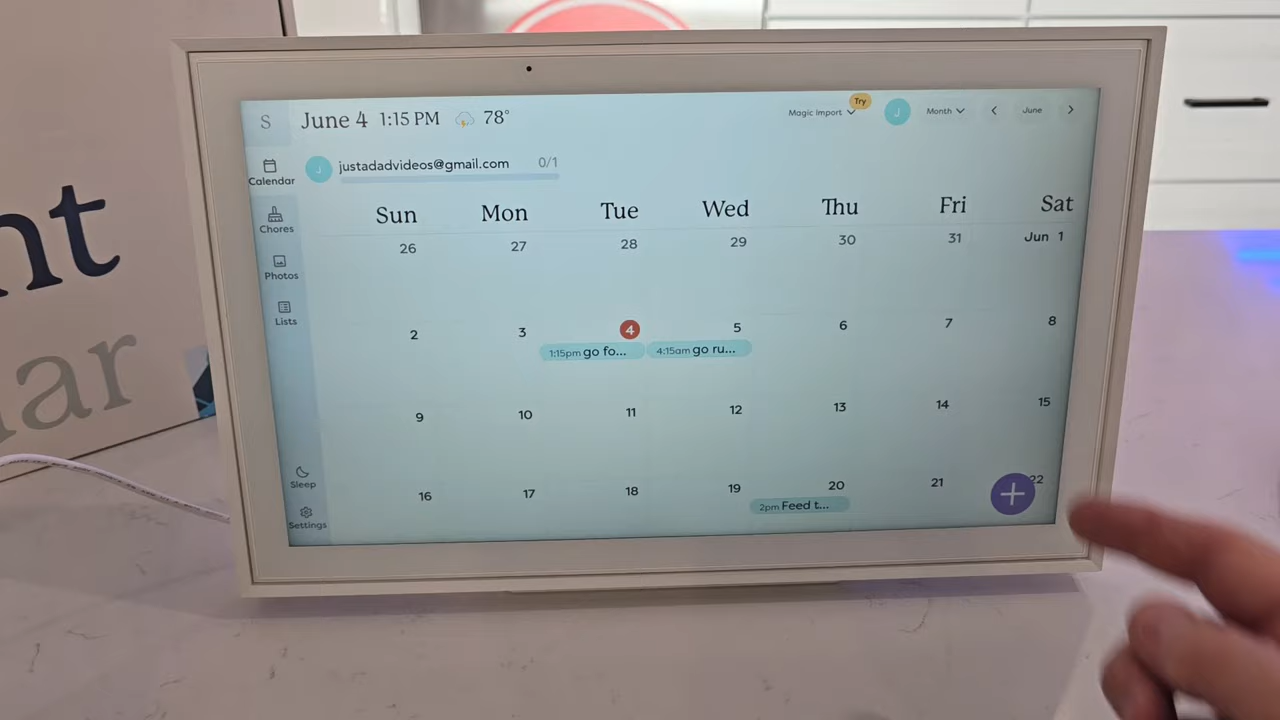 nt
ar
S
June 4 1:15 PM 78°
Magic Import Try J Month June
Calendar
J justadadvideos@gmail.com 0/1
Chores
Photos
Lists
Sun Mon Tue Wed Thu Fri Sat
26 27 28 29 30 31 Jun 1
2 3 4 5 6 7 8
1:15pm go fo... 4:15am go ru...
9 10 11 12 13 14 15
16 17 18 19 20 21 22
2pm Feed t...
Sleep
Settings